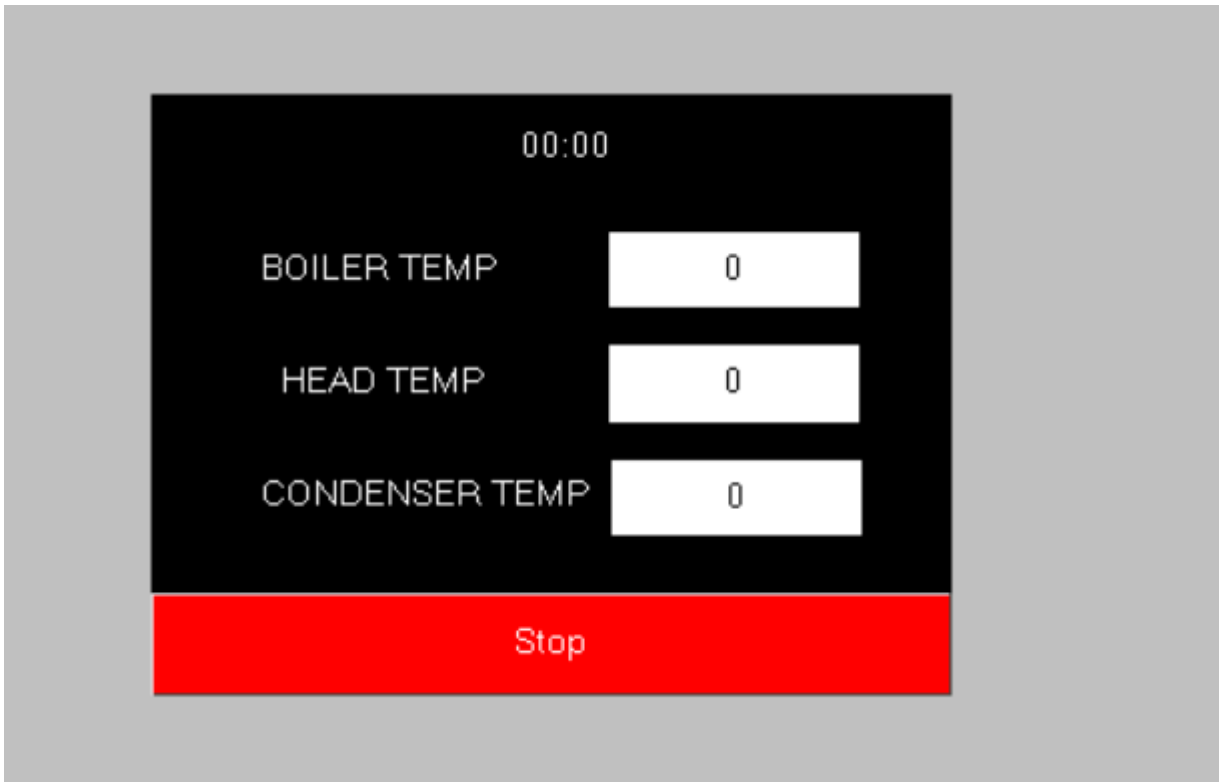 00:00
BOILER TEMP 0
HEAD TEMP 0
CONDENSER TEMP 0
Stop